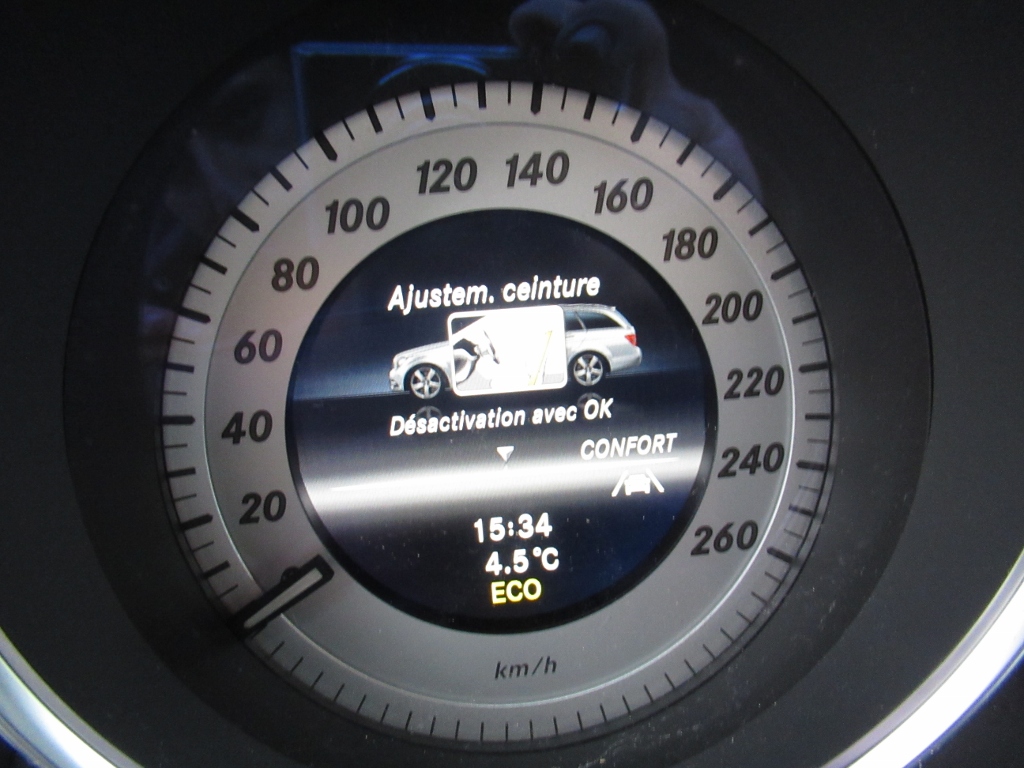 20
40
60
80
100
120
140
160
180
200
220
240
260
Ajustem. ceinture
Désactivation avec OK
CONFORT
15:34
4.5°C
ECO
km/h